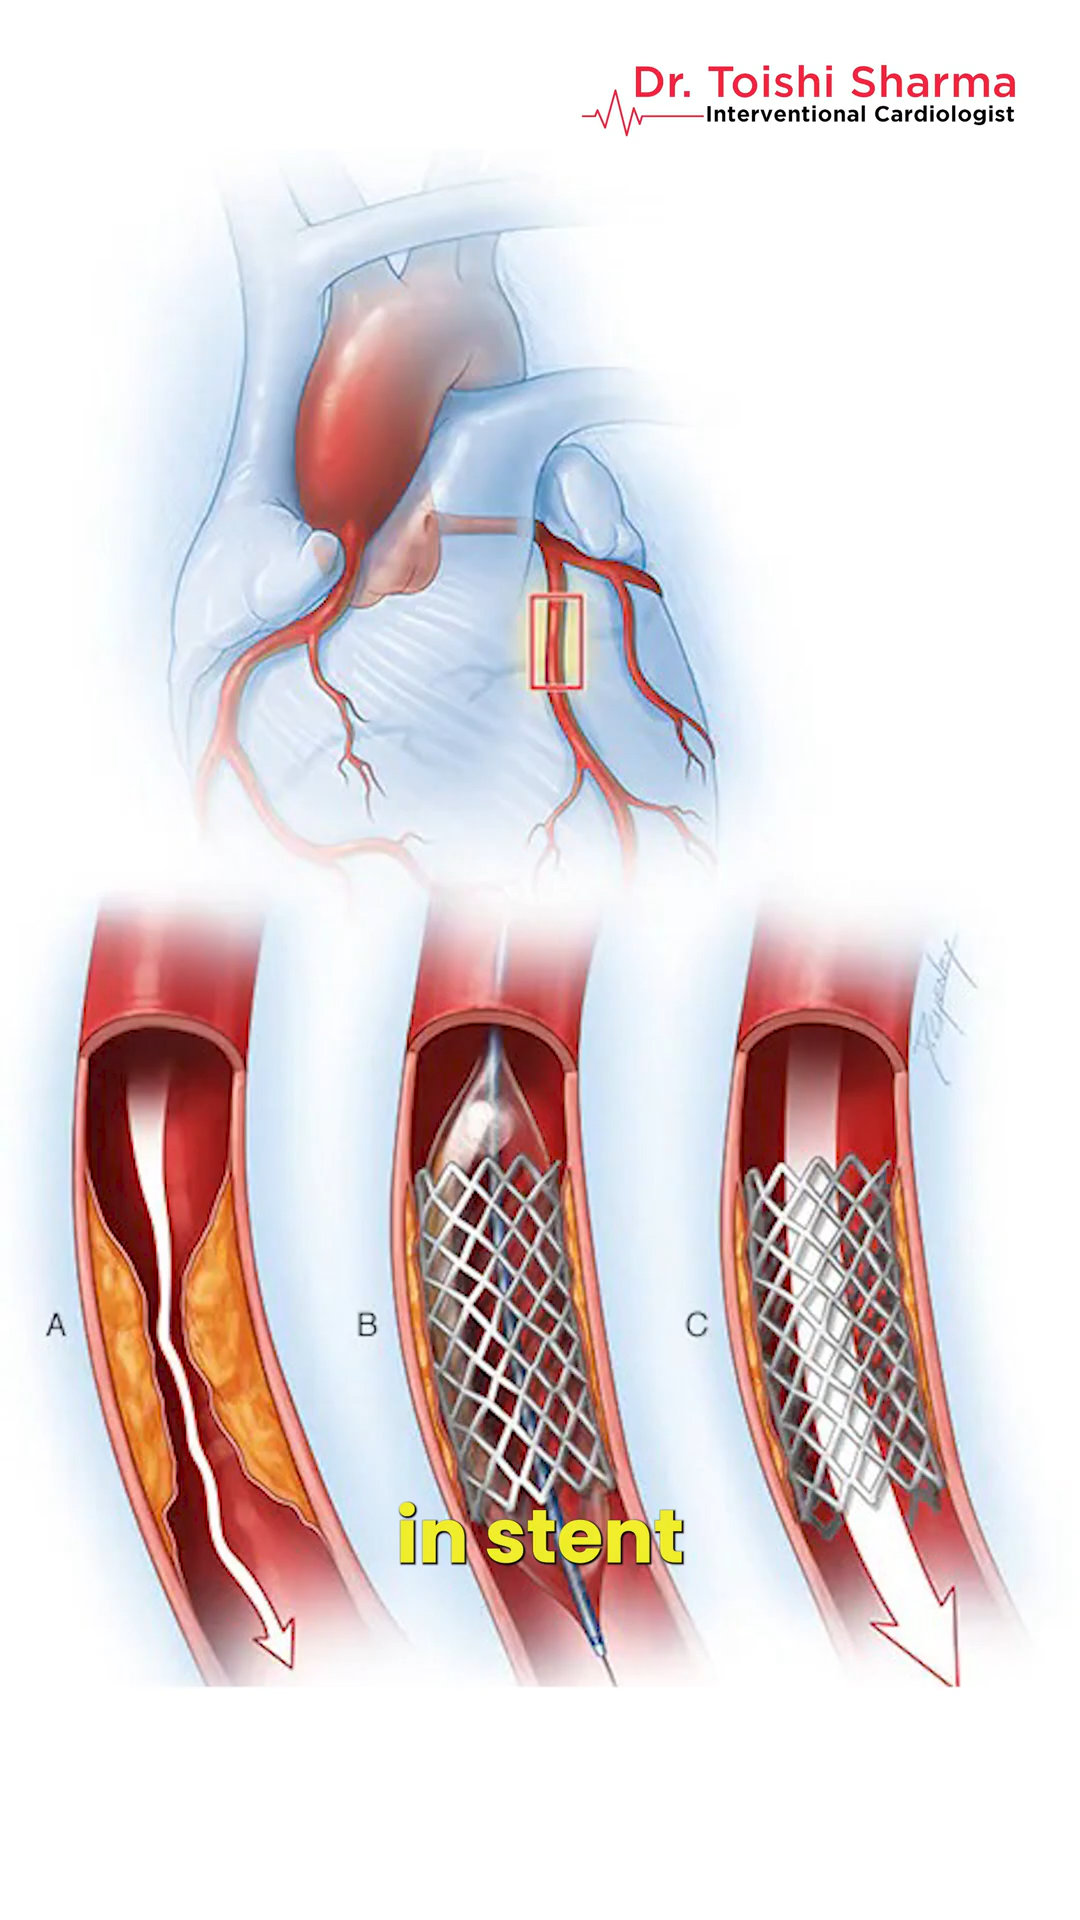 Dr. Toishi Sharma
Interventional Cardiologist
A
B
C
in stent